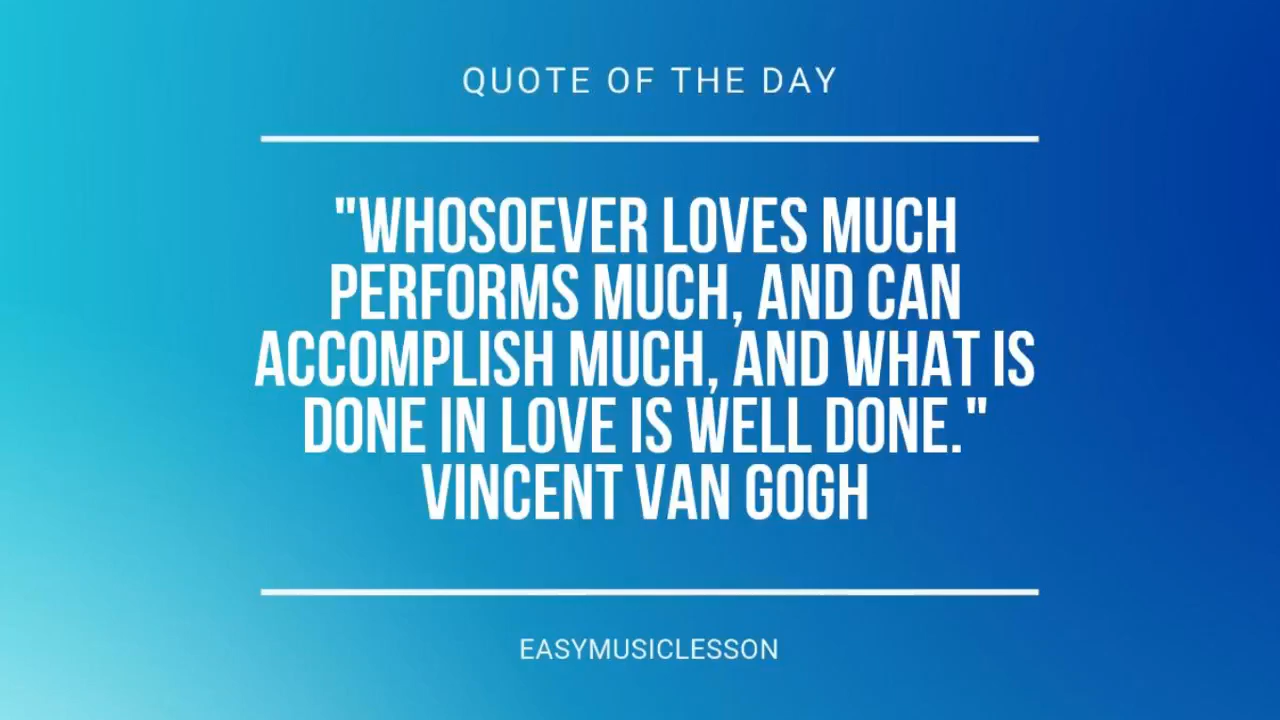 QUOTE OF THE DAY
"WHOSOEVER LOVES MUCH
PERFORMS MUCH, AND CAN
ACCOMPLISH MUCH, AND WHAT IS
DONE IN LOVE IS WELL DONE."
VINCENT VAN GOGH
EASYMUSICLESSON